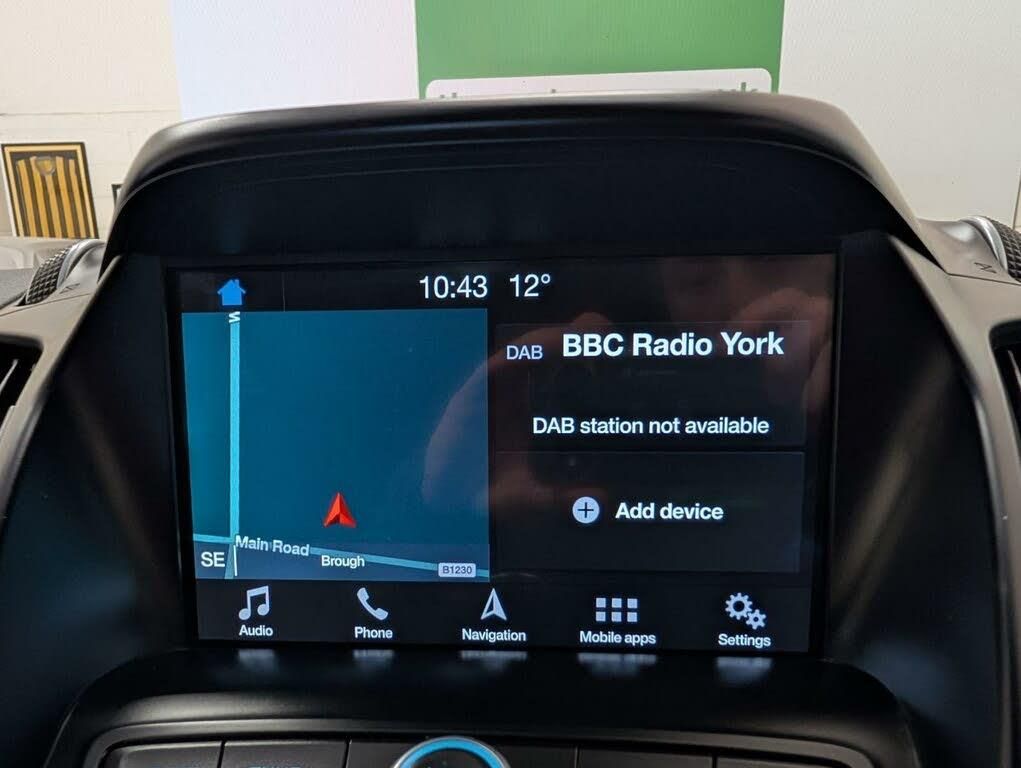 10:43 12°
DAB BBC Radio York
DAB station not available
Add device
Main Road
SE
Brough
B1230
Audio
Phone
Navigation
Mobile apps
Settings